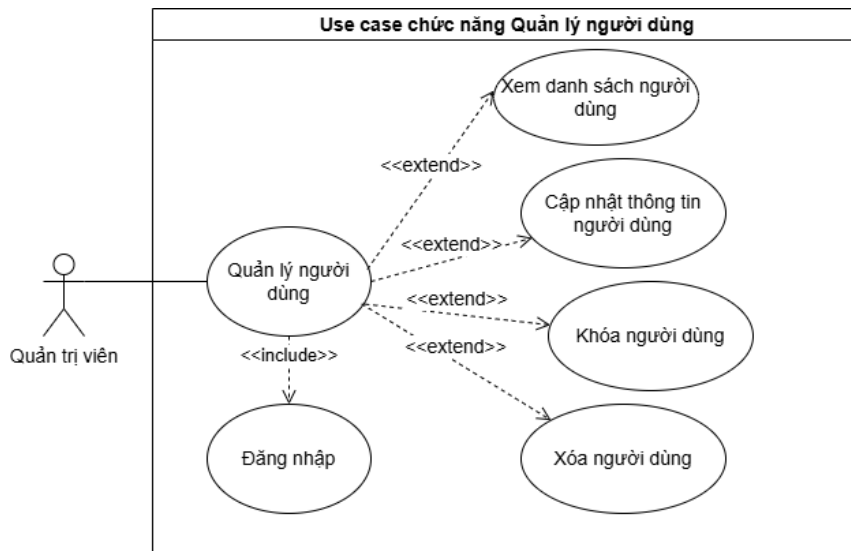 Use case chức năng Quản lý người dùng
Xem danh sách người
dùng
<<extend>>
Cập nhật thông tin
người dùng
<<extend>>
Quản lý người
dùng
<<extend>>
Khóa người dùng
<<extend>>
Quản trị viên
<<include>>
Đăng nhập
Xóa người dùng